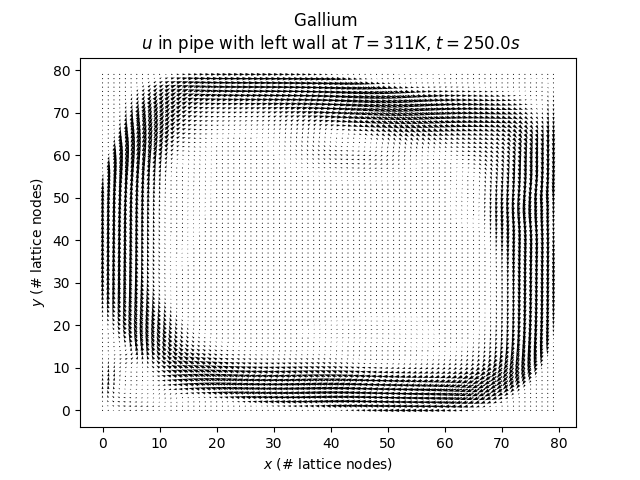 Gallium
u in pipe with left wall at T = 311K, t = 250.0s
80
70
60
50
40
30
20
10
0
y (# lattice nodes)
0 10 20 30 40 50 60 70 80
x (# lattice nodes)